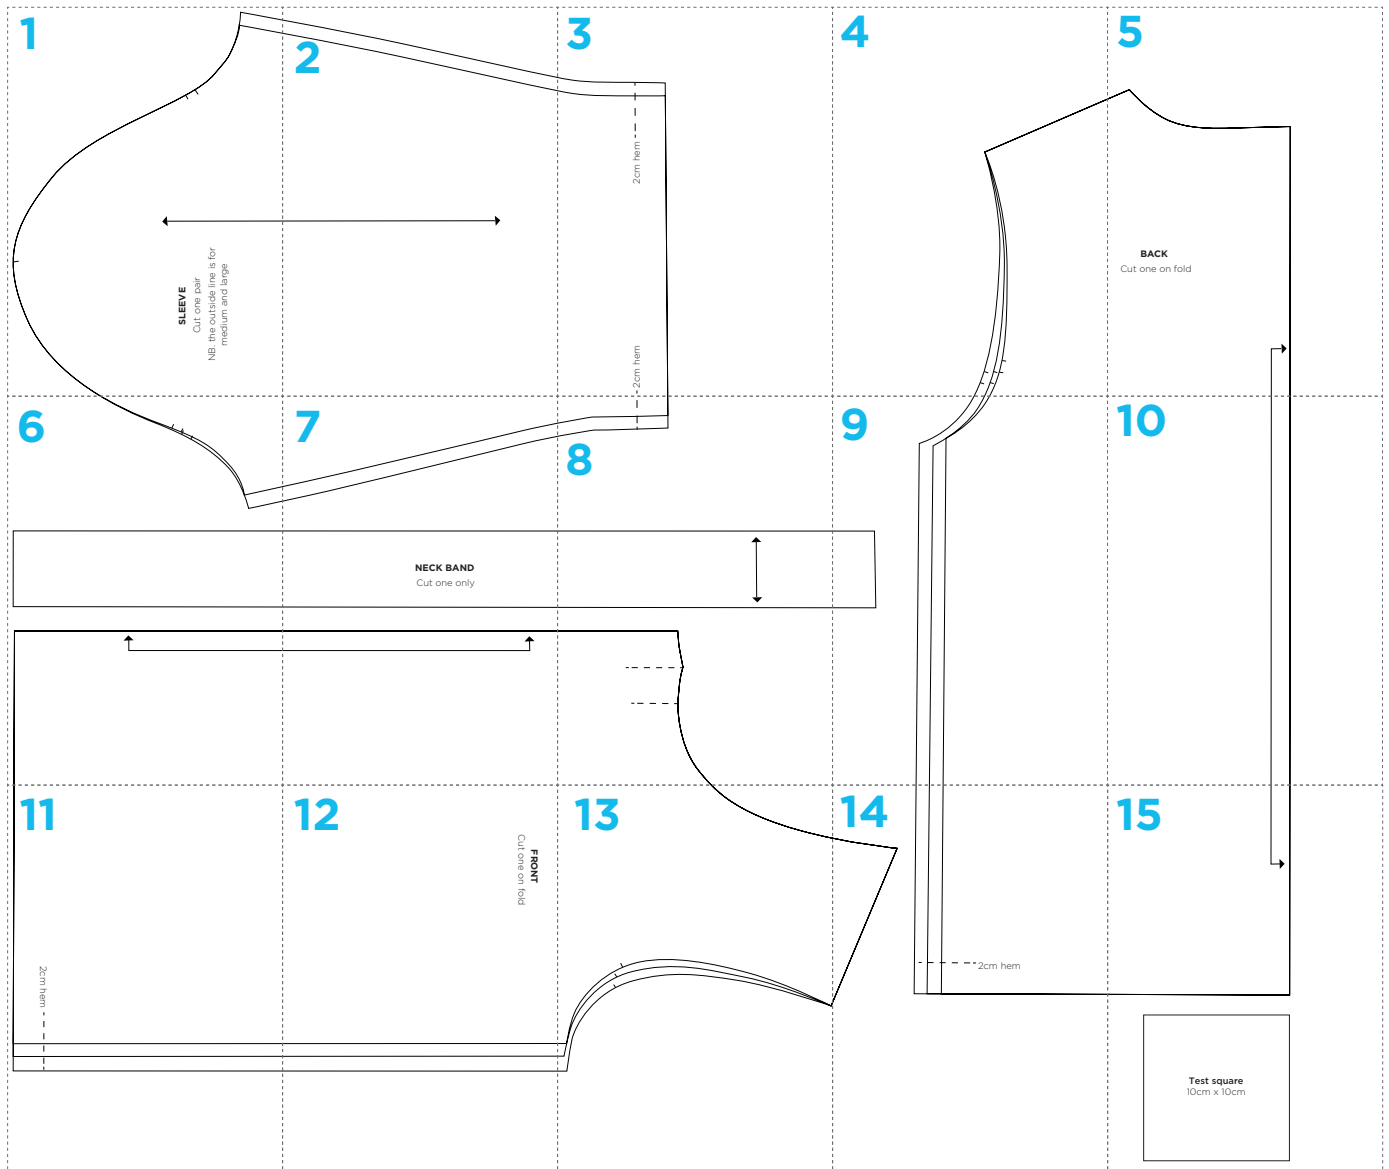 1
2
3
4
5
2cm hem
SLEEVE
Cut one pair
NB. the outside line is for
medium and large
2cm hem
BACK
Cut one on fold
6
7
8
9
10
NECK BAND
Cut one only
11
12
13
14
15
FRONT
Cut one on fold
2cm hem
2cm hem
Test square
10cm x 10cm